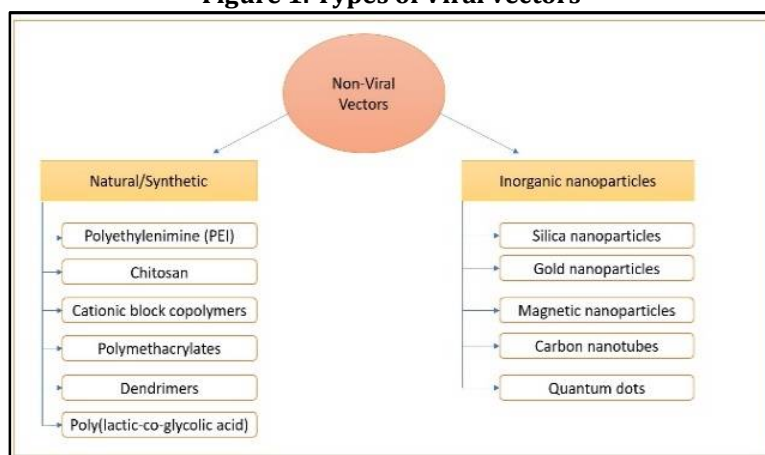 Figure 1: Types of viral vectors
Non-Viral
Vectors
Natural/Synthetic
Polyethylenimine (PEI)
Chitosan
Cationic block copolymers
Polymethacrylates
Dendrimers
Poly(lactic-co-glycolic acid)
Inorganic nanoparticles
Silica nanoparticles
Gold nanoparticles
Magnetic nanoparticles
Carbon nanotubes
Quantum dots